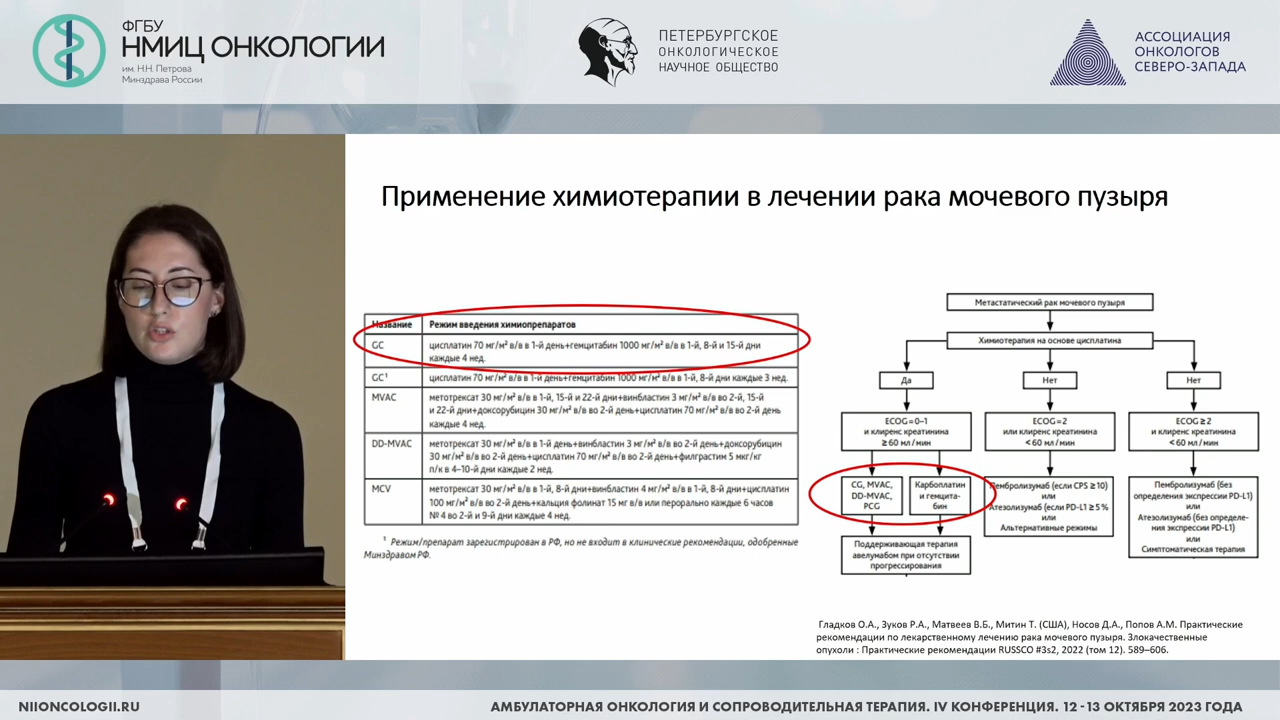 ФГБУ
НМИЦ ОНКОЛОГИИ
им. Н.Н. Петрова
Минздрава России
ПЕТЕРБУРГСКОЕ
ОНКОЛОГИЧЕСКОЕ
НАУЧНОЕ ОБЩЕСТВО
АССОЦИАЦИЯ
ОНКОЛОГОВ
СЕВЕРО-ЗАПАДА
Применение химиотерапии в лечении рака мочевого пузыря
Название Режим введения химиопрепаратов
GC цисплатин 70 мг/м² в/в в 1-й день+гемцитабин 1000 мг/м² в/в в 1-й, 8-й и 15-й дни
каждые 4 нед.
GC¹ цисплатин 70 мг/м² в/в в 1-й день+гемцитабин 1000 мг/м² в/в в 1-й, 8-й дни каждые 3 нед.
MVAC метотрексат 30 мг/м² в/в в 1-й, 15-й и 22-й дни+винбластин 3 мг/м² в/в во 2-й, 15-й
и 22-й дни+доксорубицин 30 мг/м² в/в во 2-й день+цисплатин 70 мг/м² в/в во 2-й день
каждые 4 нед.
DD-MVAC метотрексат 30 мг/м² в/в в 1-й день+винбластин 3 мг/м² в/в во 2-й день+доксорубицин
30 мг/м² в/в во 2-й день+цисплатин 70 мг/м² в/в во 2-й день+филграстим 5 мкг/кг
п/к в 4–10-й дни каждые 2 нед.
MCV метотрексат 30 мг/м² в/в в 1-й, 8-й дни+винбластин 4 мг/м² в/в в 1-й, 8-й дни+цисплатин
100 мг/м² в/в во 2-й день+кальция фолинат 15 мг в/в или перорально каждые 6 часов
№ 4 во 2-й и 9-й дни каждые 4 нед.
¹ Режим/препарат зарегистрирован в РФ, но не входит в клинические рекомендации, одобренные
Минздравом РФ.
Метастатический рак мочевого пузыря
Химиотерапия на основе цисплатина
Да
Нет
Нет
ECOG = 0–1
и клиренс креатинина
≥ 60 мл / мин
ECOG = 2
или клиренс креатинина
< 60 мл / мин
ECOG ≥ 2
и клиренс креатинина
< 60 мл / мин
CG, MVAC,
DD-MVAC,
PCG
Карбоплатин
и гемцита-
бин
Пембролизумаб (если CPS ≥ 10)
или
Атезолизумаб (если PD-L1 ≥ 5 %
или
Альтернативные режимы
Пембролизумаб (без
определения экспрессии PD-L1)
или
Атезолизумаб (без определе-
ния экспрессии PD-L1)
или
Симптоматическая терапия
Поддерживающая терапия
авелумабом при отсутствии
прогрессирования
Гладков О.А., Зуков Р.А., Матвеев В.Б., Митин Т. (США), Носов Д.А., Попов А.М. Практические
рекомендации по лекарственному лечению рака мочевого пузыря. Злокачественные
опухоли : Практические рекомендации RUSSCO #3s2, 2022 (том 12). 589–606.
NIIONCOLOGII.RU
АМБУЛАТОРНАЯ ОНКОЛОГИЯ И СОПРОВОДИТЕЛЬНАЯ ТЕРАПИЯ. IV КОНФЕРЕНЦИЯ. 12 - 13 ОКТЯБРЯ 2023 ГОДА